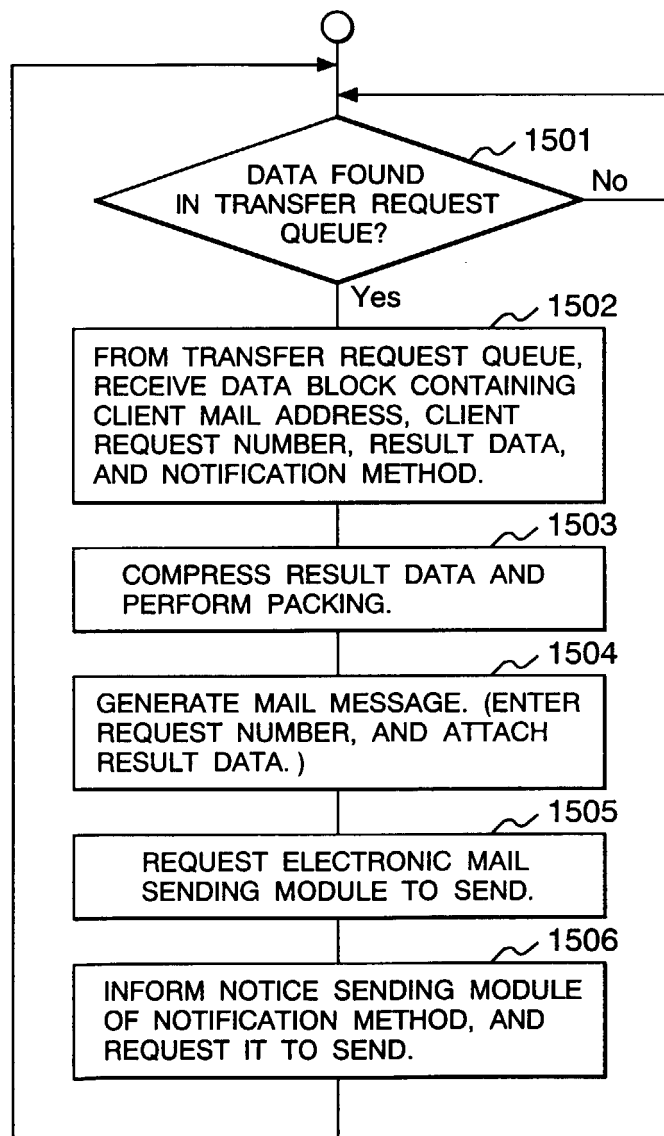 1501
DATA FOUND
IN TRANSFER REQUEST
QUEUE?
No
Yes
1502
FROM TRANSFER REQUEST QUEUE,
RECEIVE DATA BLOCK CONTAINING
CLIENT MAIL ADDRESS, CLIENT
REQUEST NUMBER, RESULT DATA,
AND NOTIFICATION METHOD.
1503
COMPRESS RESULT DATA AND
PERFORM PACKING.
1504
GENERATE MAIL MESSAGE. (ENTER
REQUEST NUMBER, AND ATTACH
RESULT DATA.)
1505
REQUEST ELECTRONIC MAIL
SENDING MODULE TO SEND.
1506
INFORM NOTICE SENDING MODULE
OF NOTIFICATION METHOD, AND
REQUEST IT TO SEND.